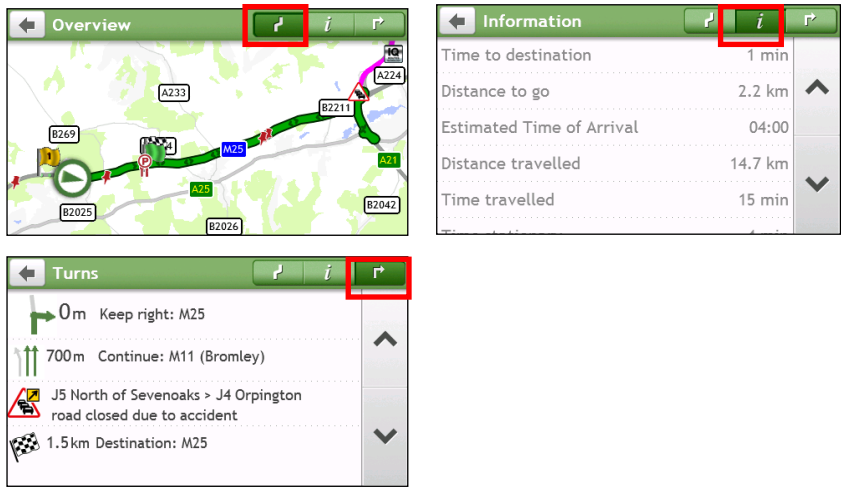 Overview
i
IQ
A224
A233
B2211
B269
M25
1
P
A21
A25
B2025
B2042
B2026
Information
i
Time to destination 1 min
Distance to go 2.2 km
Estimated Time of Arrival 04:00
Distance travelled 14.7 km
Time travelled 15 min
Turns
i
0m Keep right: M25
700m Continue: M11 (Bromley)
J5 North of Sevenoaks > J4 Orpington
road closed due to accident
1.5km Destination: M25